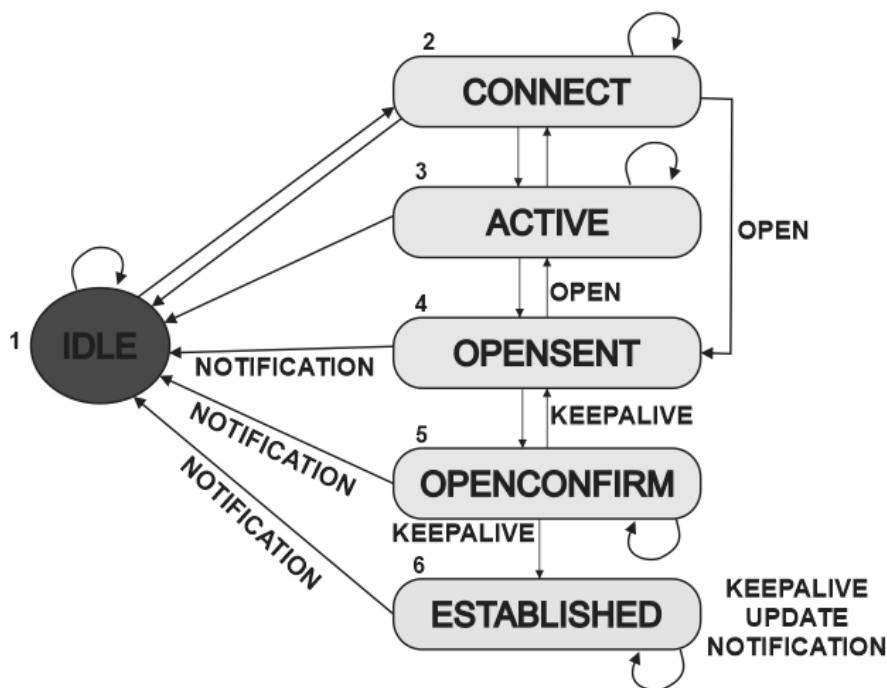 2
CONNECT
3
ACTIVE
OPEN
OPEN
1
IDLE
4
OPENSENT
NOTIFICATION
KEEPALIVE
NOTIFICATION
5
OPENCONFIRM
NOTIFICATION
KEEPALIVE
6
ESTABLISHED
KEEPALIVE
UPDATE
NOTIFICATION